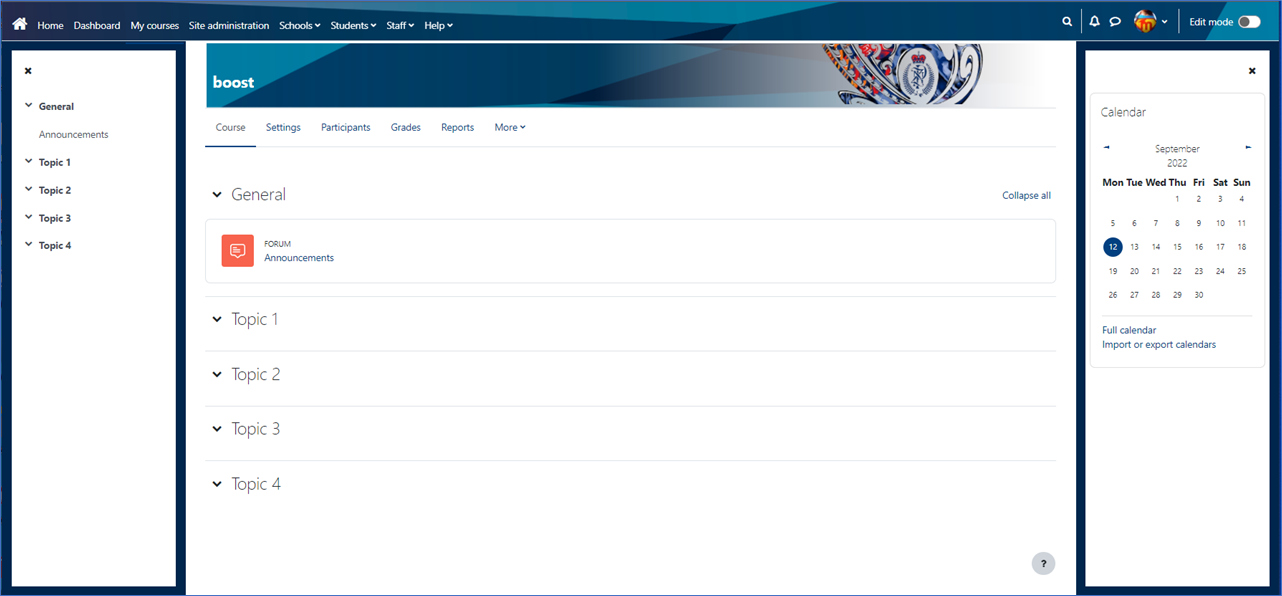 Home Dashboard My courses Site administration Schools Students Staff Help Edit mode
General
Announcements
Topic 1
Topic 2
Topic 3
Topic 4
boost
Course Settings Participants Grades Reports More
General Collapse all
FORUM
Announcements
Topic 1
Topic 2
Topic 3
Topic 4
?
Calendar
September
2022
Mon Tue Wed Thu Fri Sat Sun
1 2 3 4
5 6 7 8 9 10 11
12 13 14 15 16 17 18
19 20 21 22 23 24 25
26 27 28 29 30
Full calendar
Import or export calendars